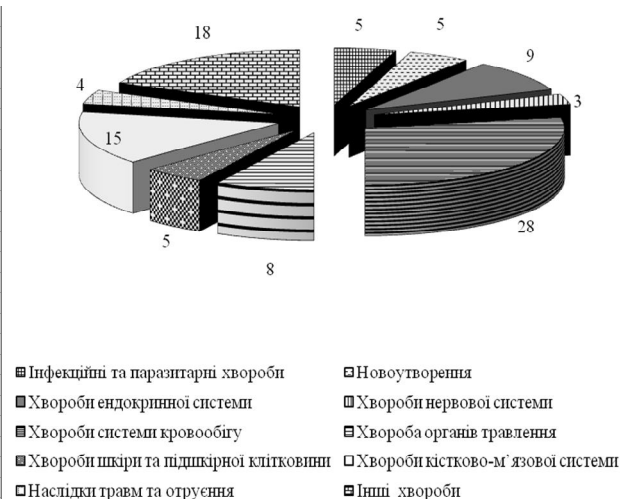 18
5
5
9
4
3
15
28
5
8
Інфекційні та паразитарні хвороби
Новоутворення
Хвороби ендокринної системи
Хвороби нервової системи
Хвороби системи кровообігу
Хвороба органів травлення
Хвороби шкіри та підшкірної клітковини
Хвороби кістково-м᾽язової системи
Наслідки травм та отруєння
Інші хвороби